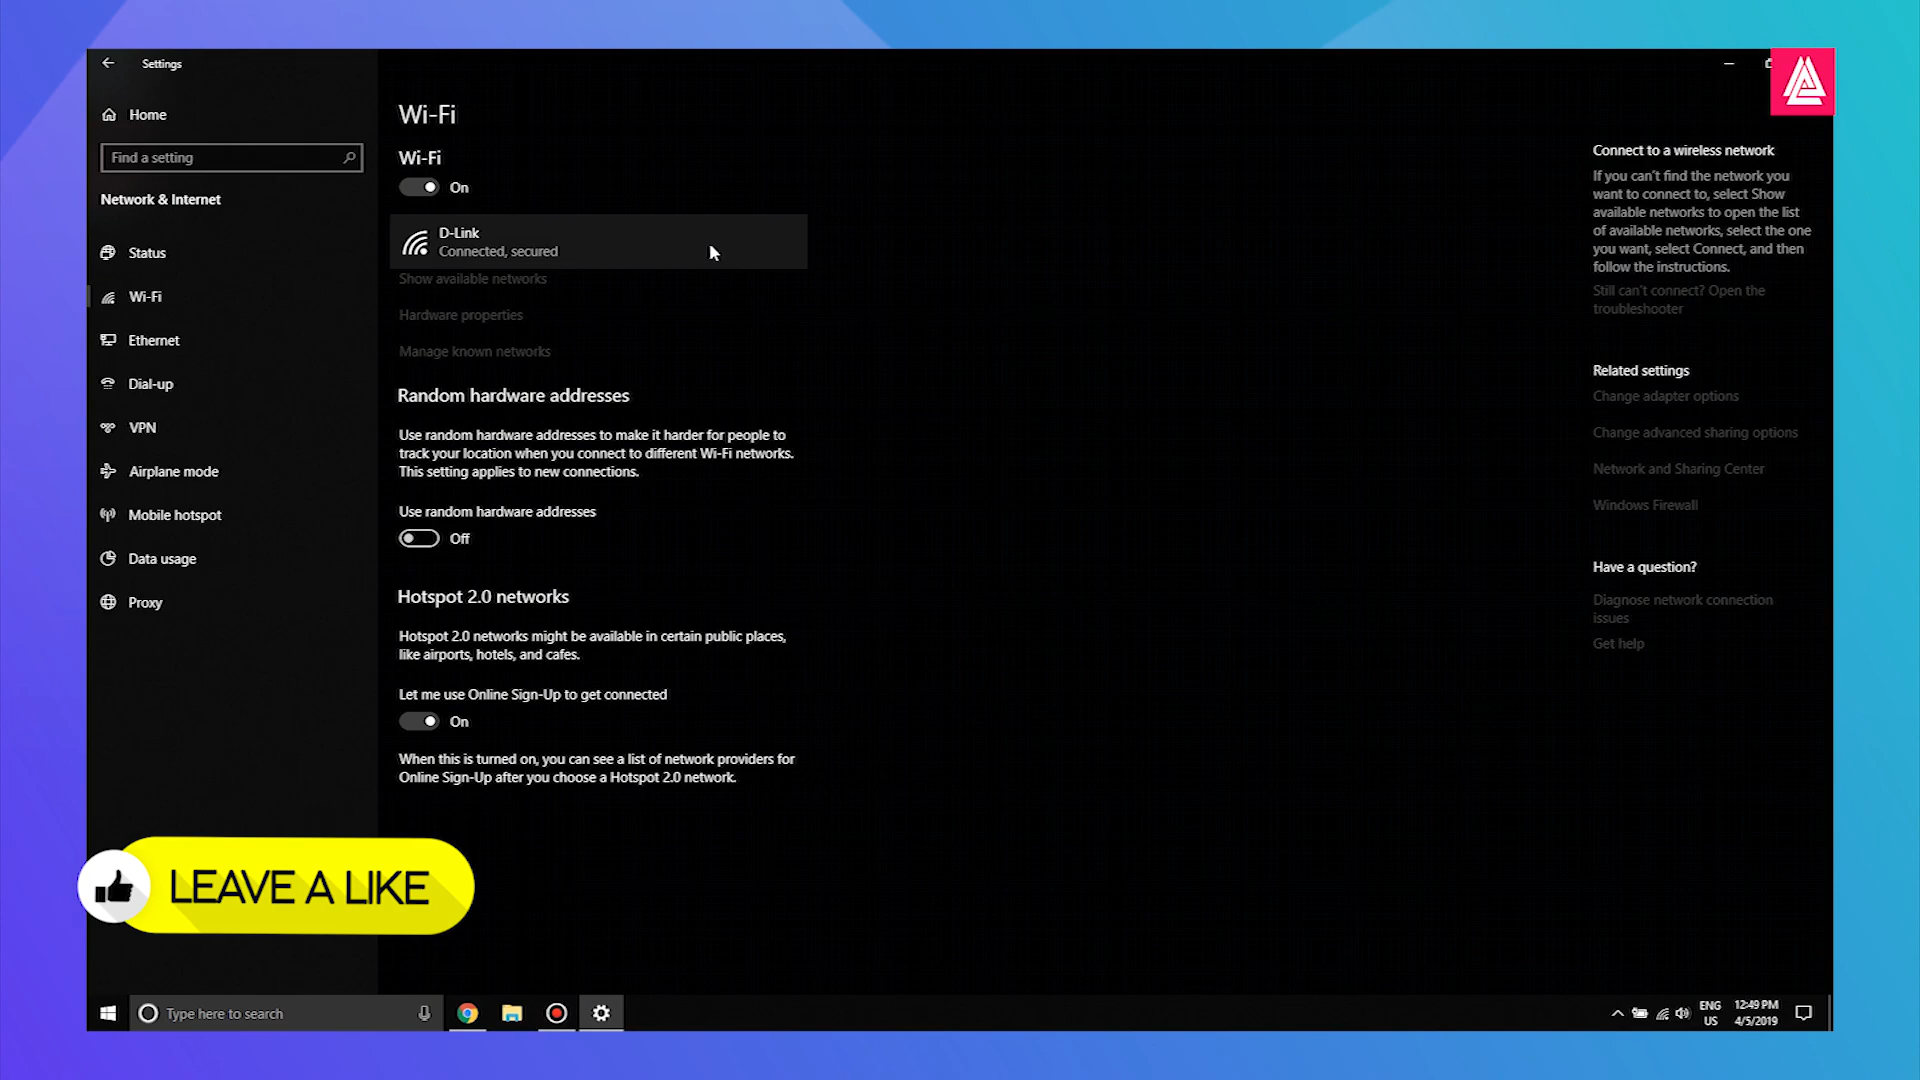 Settings
Home
Find a setting
Network & Internet
Status
Wi-Fi
Ethernet
Dial-up
VPN
Airplane mode
Mobile hotspot
Data usage
Proxy
Wi-Fi
Wi-Fi
On
D-Link
Connected, secured
Show available networks
Hardware properties
Manage known networks
Random hardware addresses
Use random hardware addresses to make it harder for people to
track your location when you connect to different Wi-Fi networks.
This setting applies to new connections.
Use random hardware addresses
Off
Hotspot 2.0 networks
Hotspot 2.0 networks might be available in certain public places,
like airports, hotels, and cafes.
Let me use Online Sign-Up to get connected
On
When this is turned on, you can see a list of network providers for
Online Sign-Up after you choose a Hotspot 2.0 network.
Connect to a wireless network
If you can't find the network you
want to connect to, select Show
available networks to open the list
of available networks, select the one
you want, select Connect, and then
follow the instructions.
Still can't connect? Open the
troubleshooter
Related settings
Change adapter options
Change advanced sharing options
Network and Sharing Center
Windows Firewall
Have a question?
Diagnose network connection
issues
Get help
LEAVE A LIKE
Type here to search
ENG
US
12:49 PM
4/5/2019